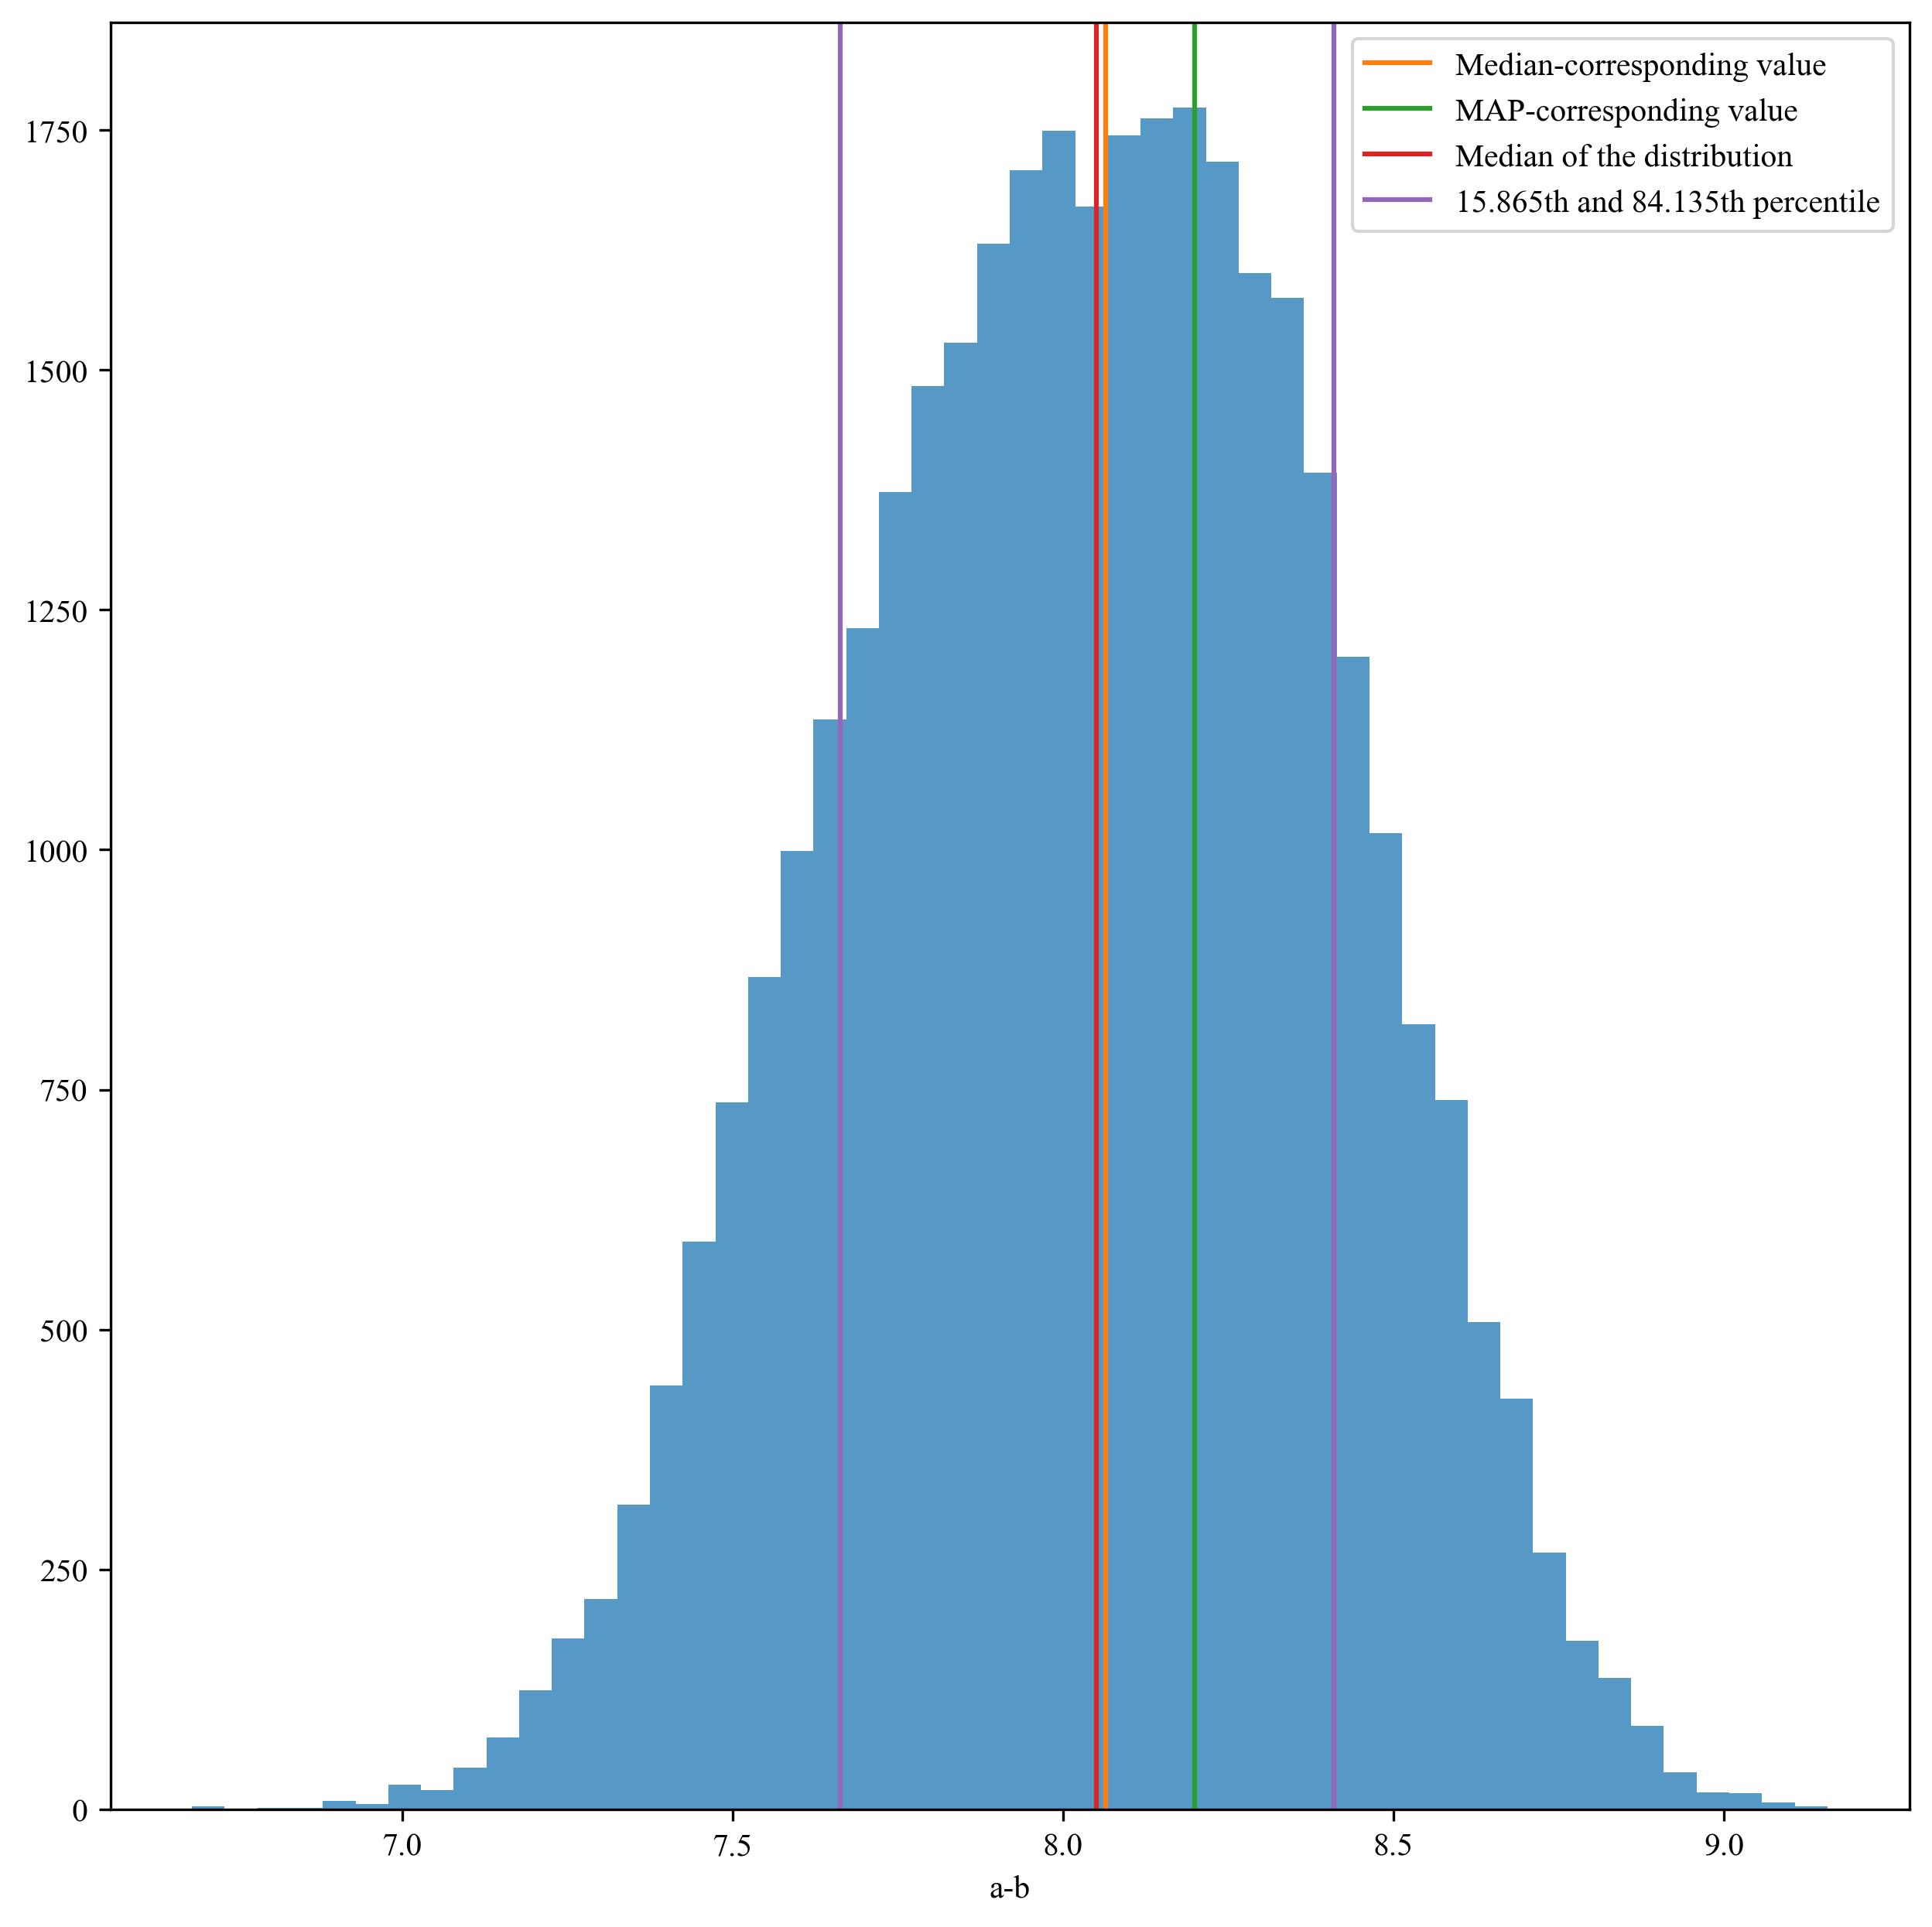 Median-corresponding value
MAP-corresponding value
Median of the distribution
15.865th and 84.135th percentile
1750
1500
1250
1000
750
500
250
0
7.0 7.5 8.0 8.5 9.0
a-b